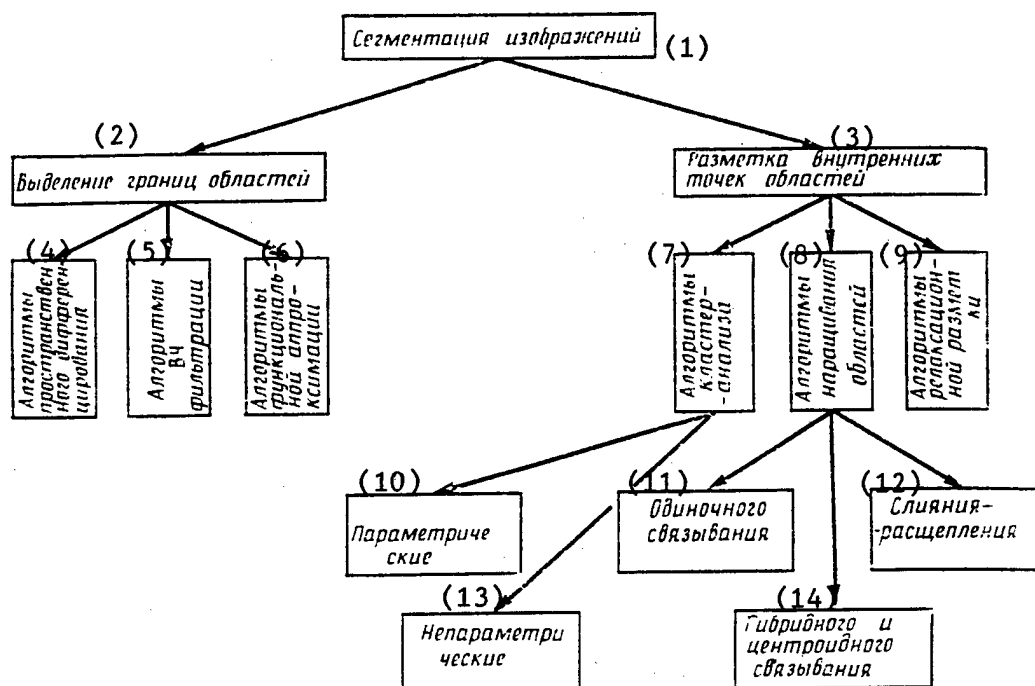 Сегментация изображений
(1)
(2)
Выделение границ областей
(3)
Разметка внутренних
точек областей
(4)
Алгоритмы
пространствен
ного дифферен
цирования
(5)
Алгоритмы
ВЧ
фильтрации
(6)
Алгоритмы
функциональ-
ной аппро-
ксимации
(7)
Алгоритмы
кластер-
-анализа
(8)
Алгоритмы
наращивания
областей
(9)
Алгоритмы
релаксацион-
ной размет
ки
(10)
Параметриче
ские
(11)
Одиночного
связывания
(12)
Слияния-
-расщепления
(13)
Непараметри
ческие
(14)
Гибридного и
центроидного
связывания